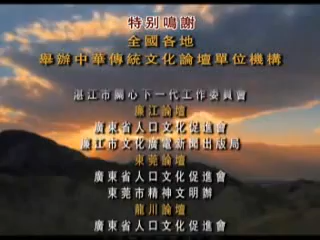 特别鳴謝
全國各地
舉辦中華傳統文化論壇單位機構
湛江市關心下一代工作委員會
廉江論壇
廣東省人口文化促進會
廉江市文化廣電新聞出版局
東莞論壇
廣東省人口文化促進會
東莞市精神文明辦
龍川論壇
廣東省人口文化促進會